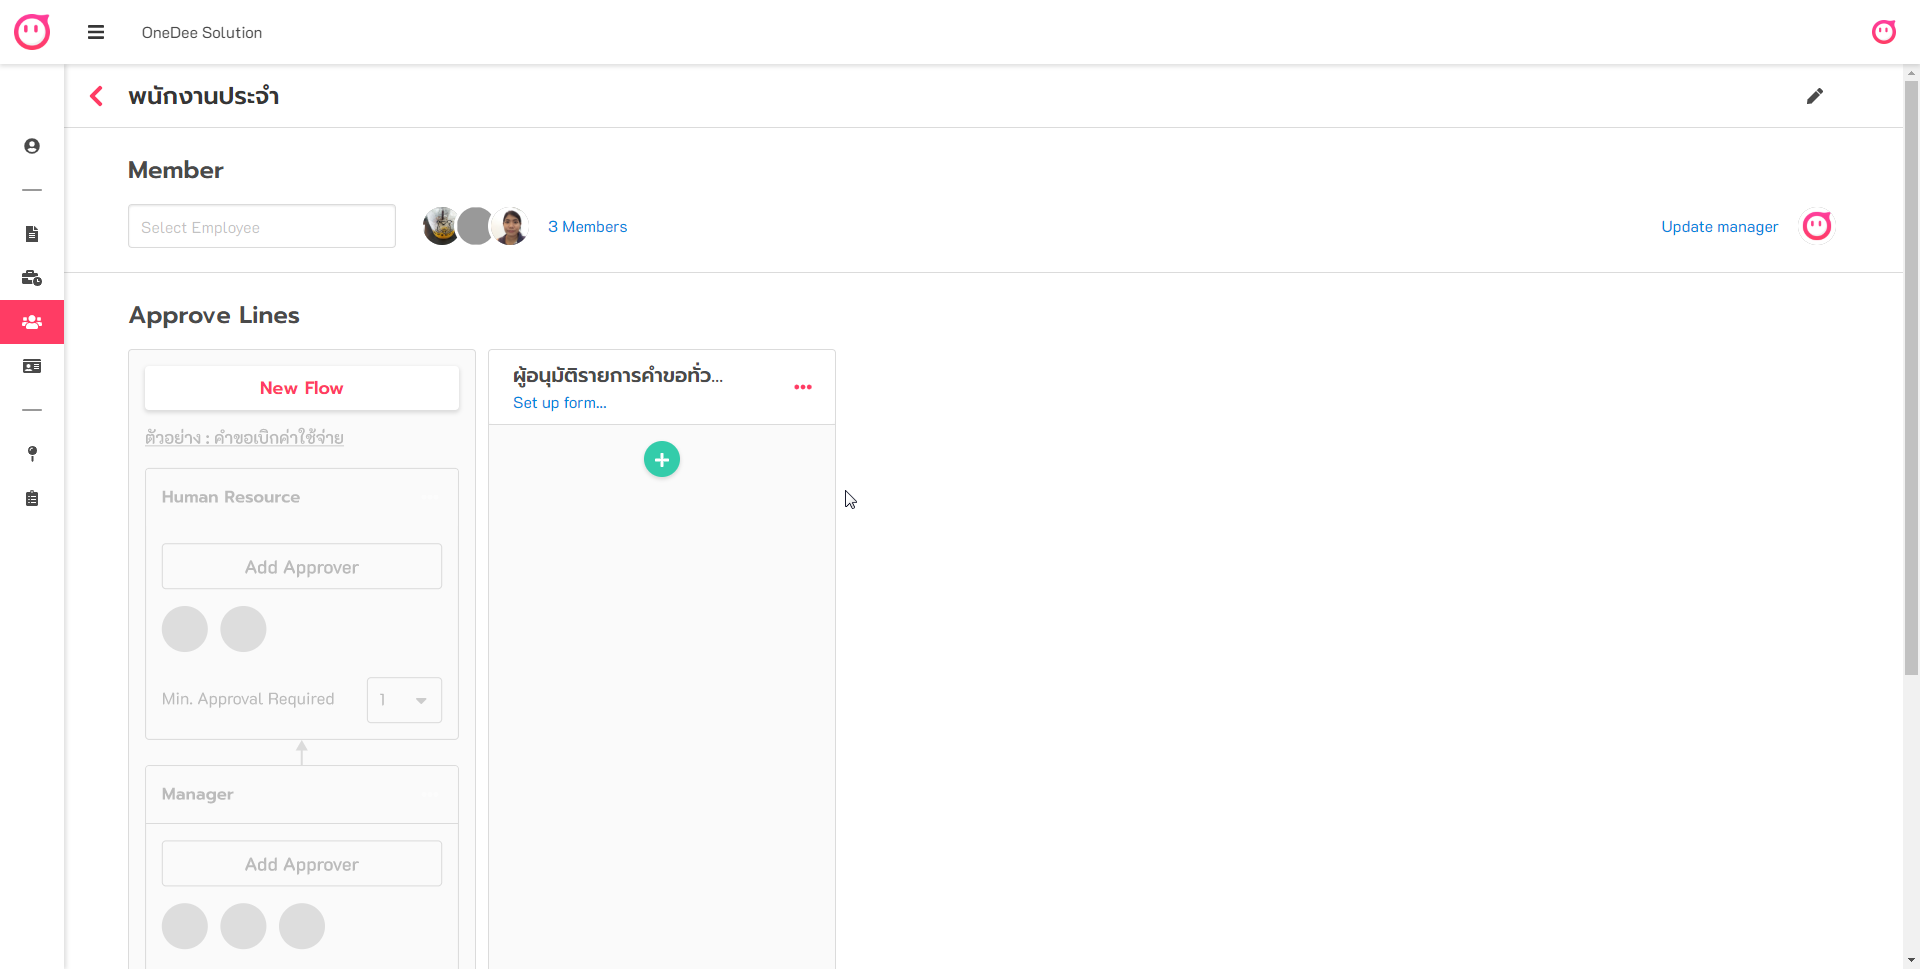 OneDee Solution
พนักงานประจำ
Member
Select Employee
3 Members
Update manager
Approve Lines
New Flow
ตัวอย่าง : คำขอเบิกค่าใช้จ่าย
Human Resource
Add Approver
Min. Approval Required
1
Manager
Add Approver
ผู้อนุมัติรายการคำขอทั่ว...
Set up form...